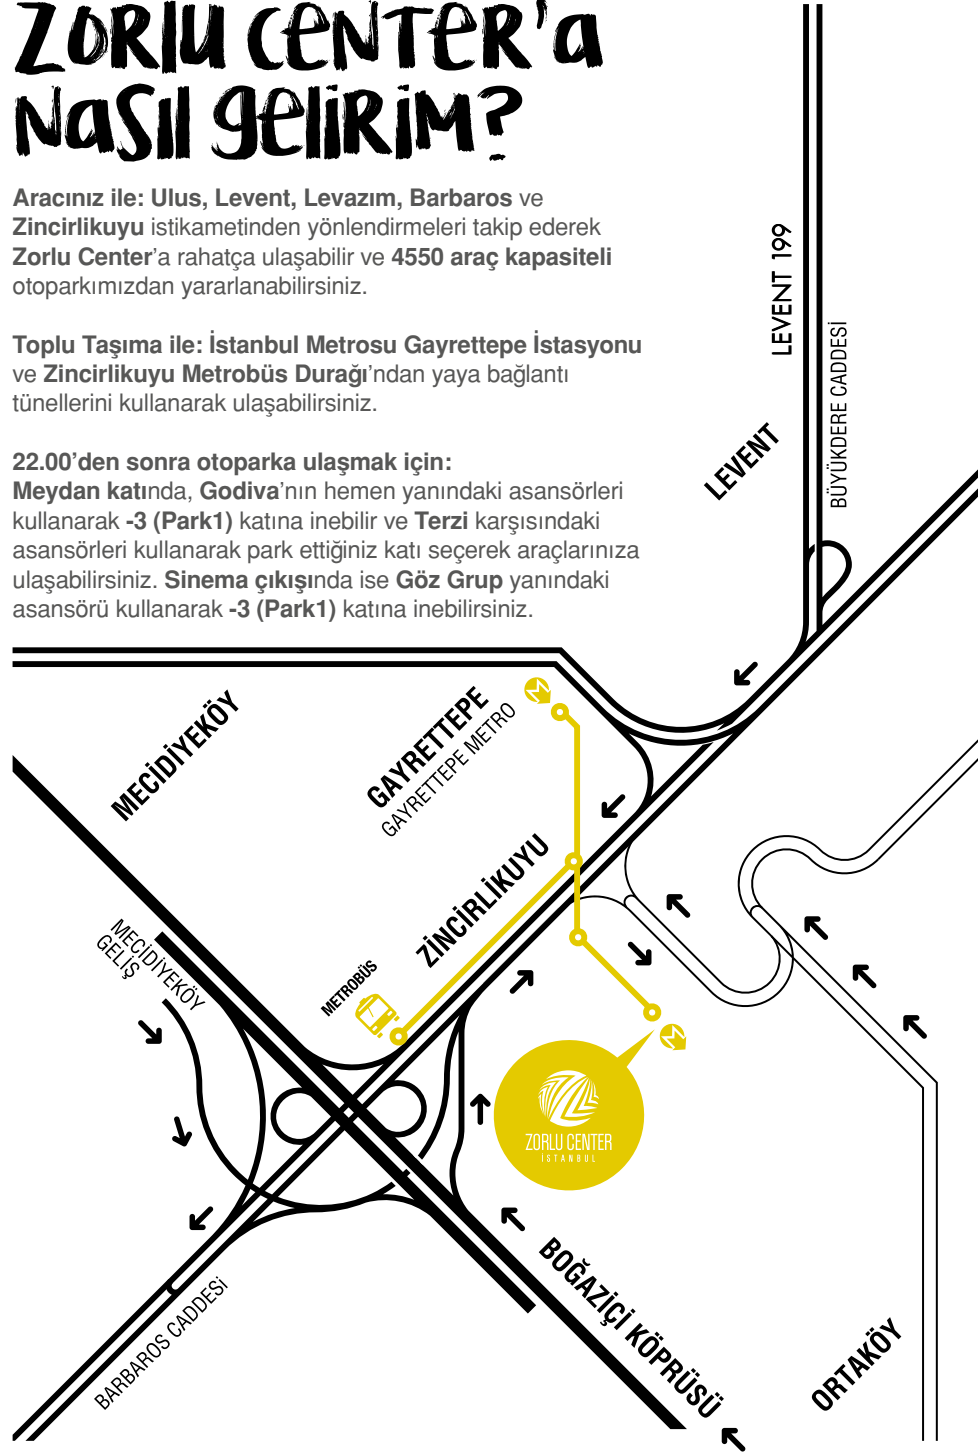 ZORLU CENTER'a
NASIL GELİRİM?
Aracınız ile: Ulus, Levent, Levazım, Barbaros ve
Zincirlikuyu istikametinden yönlendirmeleri takip ederek
Zorlu Center’a rahatça ulaşabilir ve 4550 araç kapasiteli
otoparkımızdan yararlanabilirsiniz.
Toplu Taşıma ile: İstanbul Metrosu Gayrettepe İstasyonu
ve Zincirlikuyu Metrobüs Durağı’ndan yaya bağlantı
tünellerini kullanarak ulaşabilirsiniz.
22.00’den sonra otoparka ulaşmak için:
Meydan katında, Godiva’nın hemen yanındaki asansörleri
kullanarak -3 (Park1) katına inebilir ve Terzi karşısındaki
asansörleri kullanarak park ettiğiniz katı seçerek araçlarınıza
ulaşabilirsiniz. Sinema çıkışında ise Göz Grup yanındaki
asansörü kullanarak -3 (Park1) katına inebilirsiniz.
LEVENT 199
BÜYÜKDERE CADDESİ
LEVENT
MECİDİYEKÖY
GAYRETTEPE
GAYRETTEPE METRO
M
ZİNCİRLİKUYU
MECİDİYEKÖY
GELİŞ
METROBÜS
M
ZORLU CENTER
İSTANBUL
BOĞAZİÇİ KÖPRÜSÜ
BARBAROS CADDESİ
ORTAKÖY